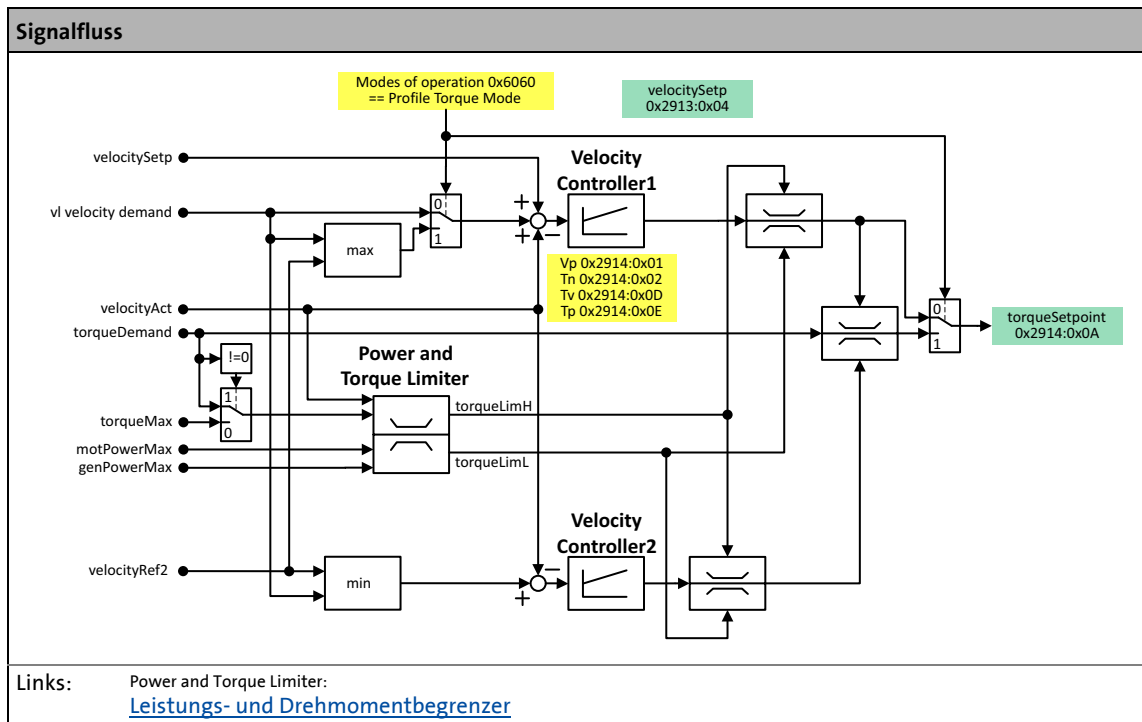 Signalfluss
Modes of operation 0x6060
== Profile Torque Mode
velocitySetp
0x2913:0x04
velocitySetp
Velocity
Controller1
vl velocity demand
0
1
max
+
+
−
Vp 0x2914:0x01
Tn 0x2914:0x02
Tv 0x2914:0x0D
Tp 0x2914:0x0E
velocityAct
torqueDemand
0
1
torqueSetpoint
0x2914:0x0A
!=0
Power and
Torque Limiter
1
0
torqueMax
torqueLimH
motPowerMax
genPowerMax
torqueLimL
Velocity
Controller2
velocityRef2
min
−
+
Links:
Power and Torque Limiter:
Leistungs- und Drehmomentbegrenzer